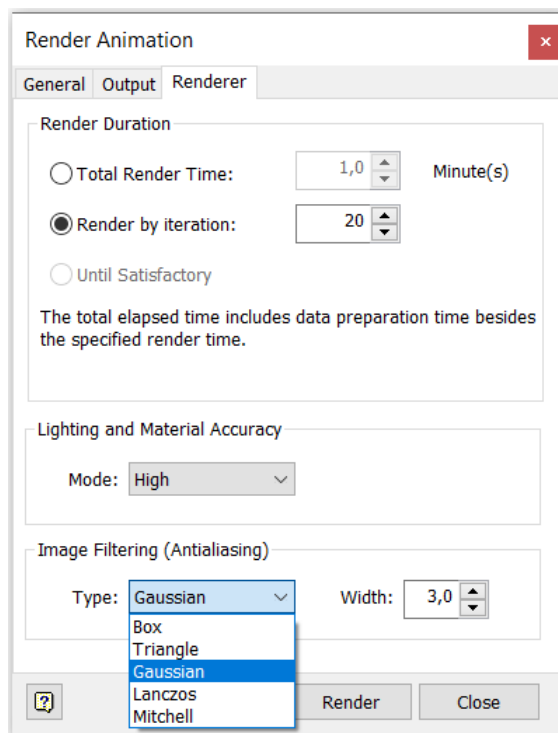 Render Animation
General Output Renderer
Render Duration
Total Render Time: 1,0 Minute(s)
Render by iteration: 20
Until Satisfactory
The total elapsed time includes data preparation time besides
the specified render time.
Lighting and Material Accuracy
Mode: High
Image Filtering (Antialiasing)
Type: Gaussian Width: 3,0
Box
Triangle
Gaussian
Lanczos
Mitchell
Render Close